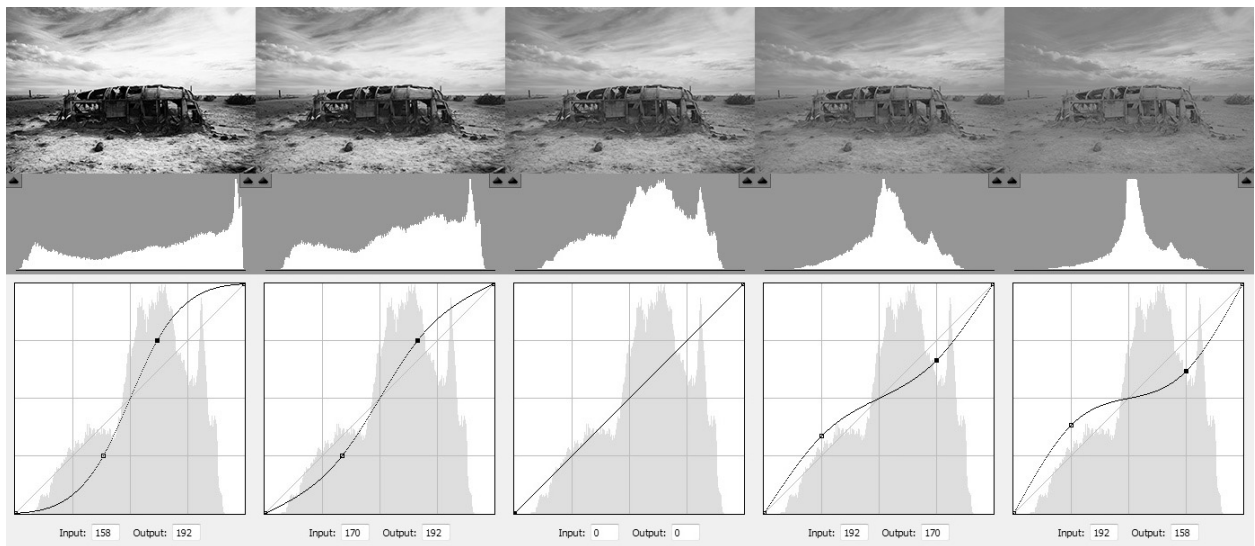 Input: 158 Output: 192
Input: 170 Output: 192
Input: 0 Output: 0
Input: 192 Output: 170
Input: 192 Output: 158